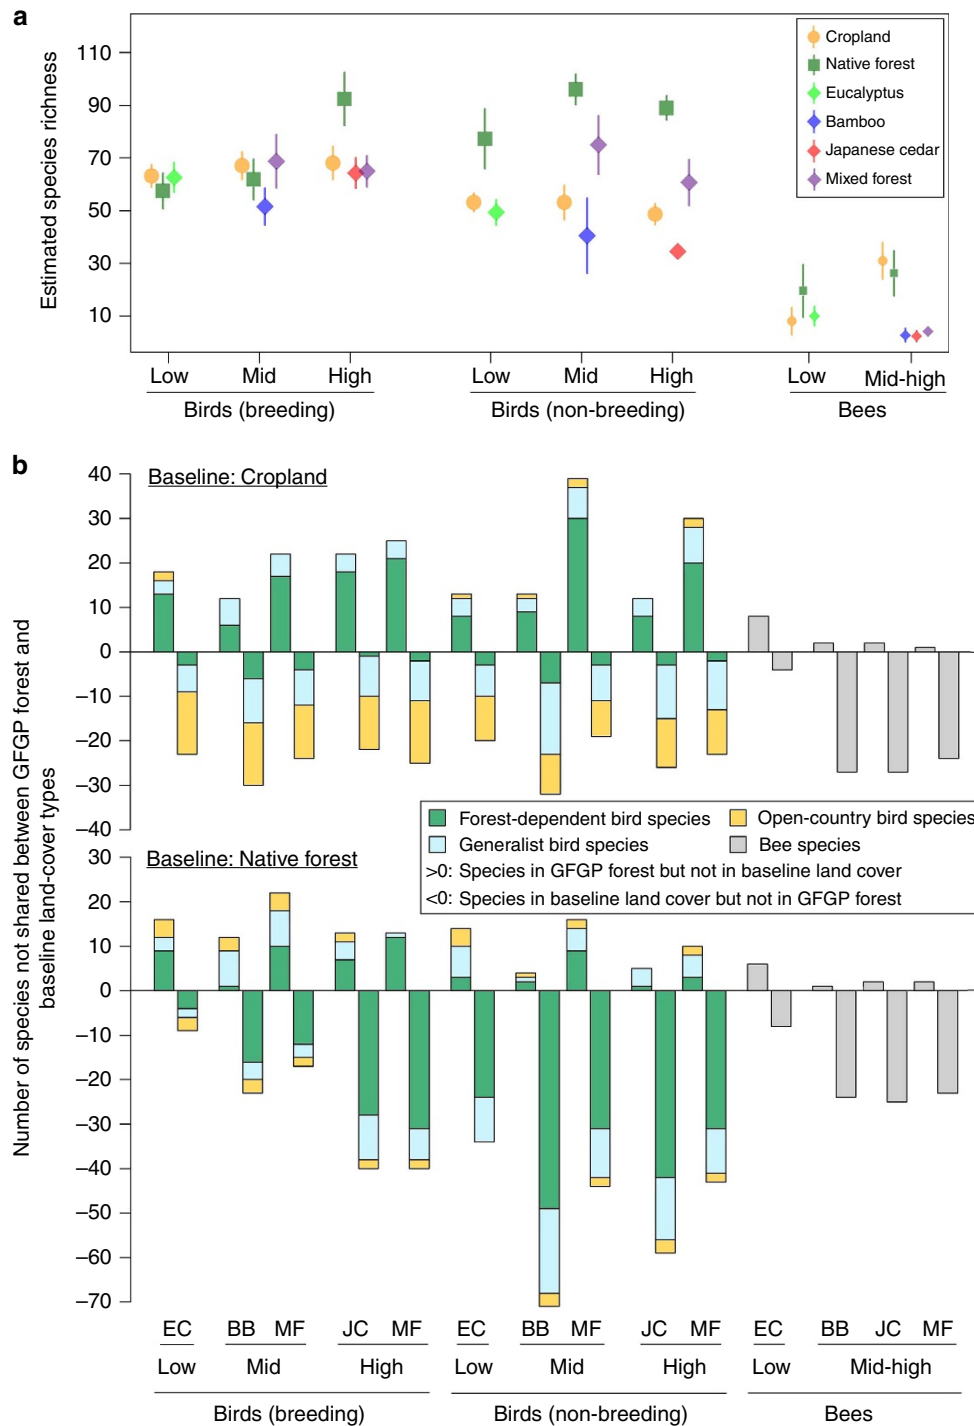 a
Estimated species richness
110
90
70
50
30
10
Cropland
Native forest
Eucalyptus
Bamboo
Japanese cedar
Mixed forest
Low Mid High Low Mid High Low Mid-high
Birds (breeding) Birds (non-breeding) Bees
b
Number of species not shared between GFGP forest and
baseline land-cover types
Baseline: Cropland
40
30
20
10
0
−10
−20
−30
−40
Forest-dependent bird species Open-country bird species
Generalist bird species Bee species
>0: Species in GFGP forest but not in baseline land cover
<0: Species in baseline land cover but not in GFGP forest
Baseline: Native forest
30
20
10
0
−10
−20
−30
−40
−50
−60
−70
EC BB MF JC MF EC BB MF JC MF EC BB JC MF
Low Mid High Low Mid High Low Mid-high
Birds (breeding) Birds (non-breeding) Bees